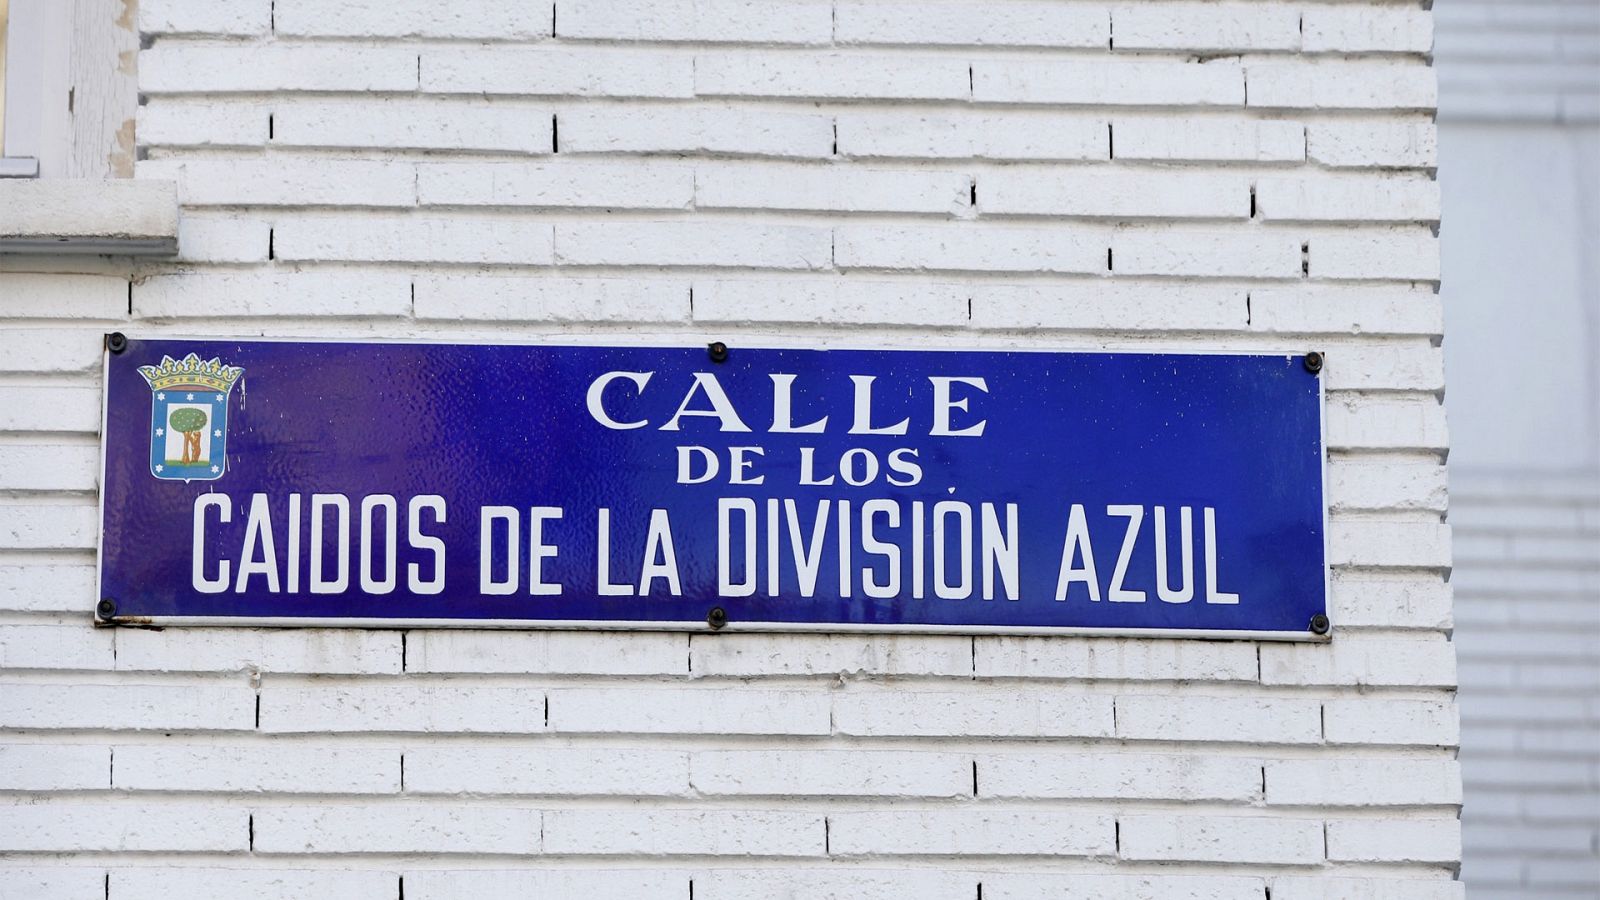 CALLE
DE LOS
CAIDOS DE LA DIVISIÓN AZUL